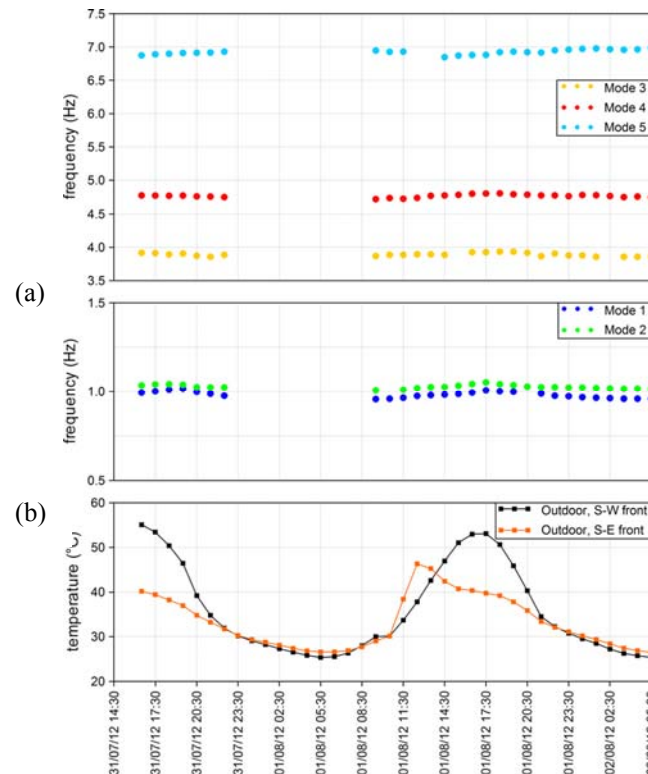 7.5
7.0
6.5
6.0
5.5
5.0
4.5
4.0
3.5
frequency (Hz)
Mode 3
Mode 4
Mode 5
(a)
1.5
1.0
0.5
frequency (Hz)
Mode 1
Mode 2
(b)
60
50
40
30
20
temperature (°C)
Outdoor, S-W front
Outdoor, S-E front
31/07/12 14:30
31/07/12 17:30
31/07/12 20:30
31/07/12 23:30
01/08/12 02:30
01/08/12 05:30
01/08/12 08:30
01/08/12 11:30
01/08/12 14:30
01/08/12 17:30
01/08/12 20:30
01/08/12 23:30
02/08/12 02:30